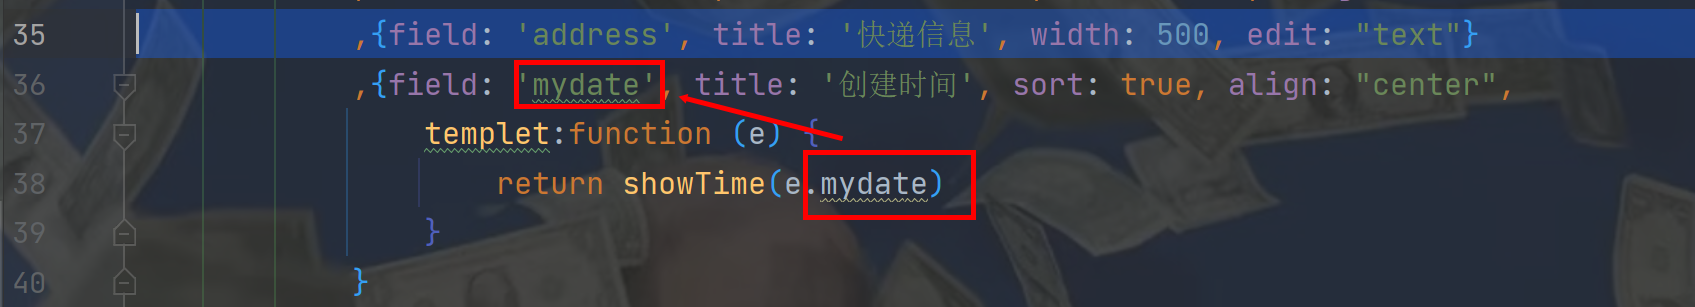 35 ,{field: 'address', title: '快递信息', width: 500, edit: "text"}
36 ,{field: 'mydate', title: '创建时间', sort: true, align: "center",
37 templet:function (e) {
38 return showTime(e.mydate)
39 }
40 }